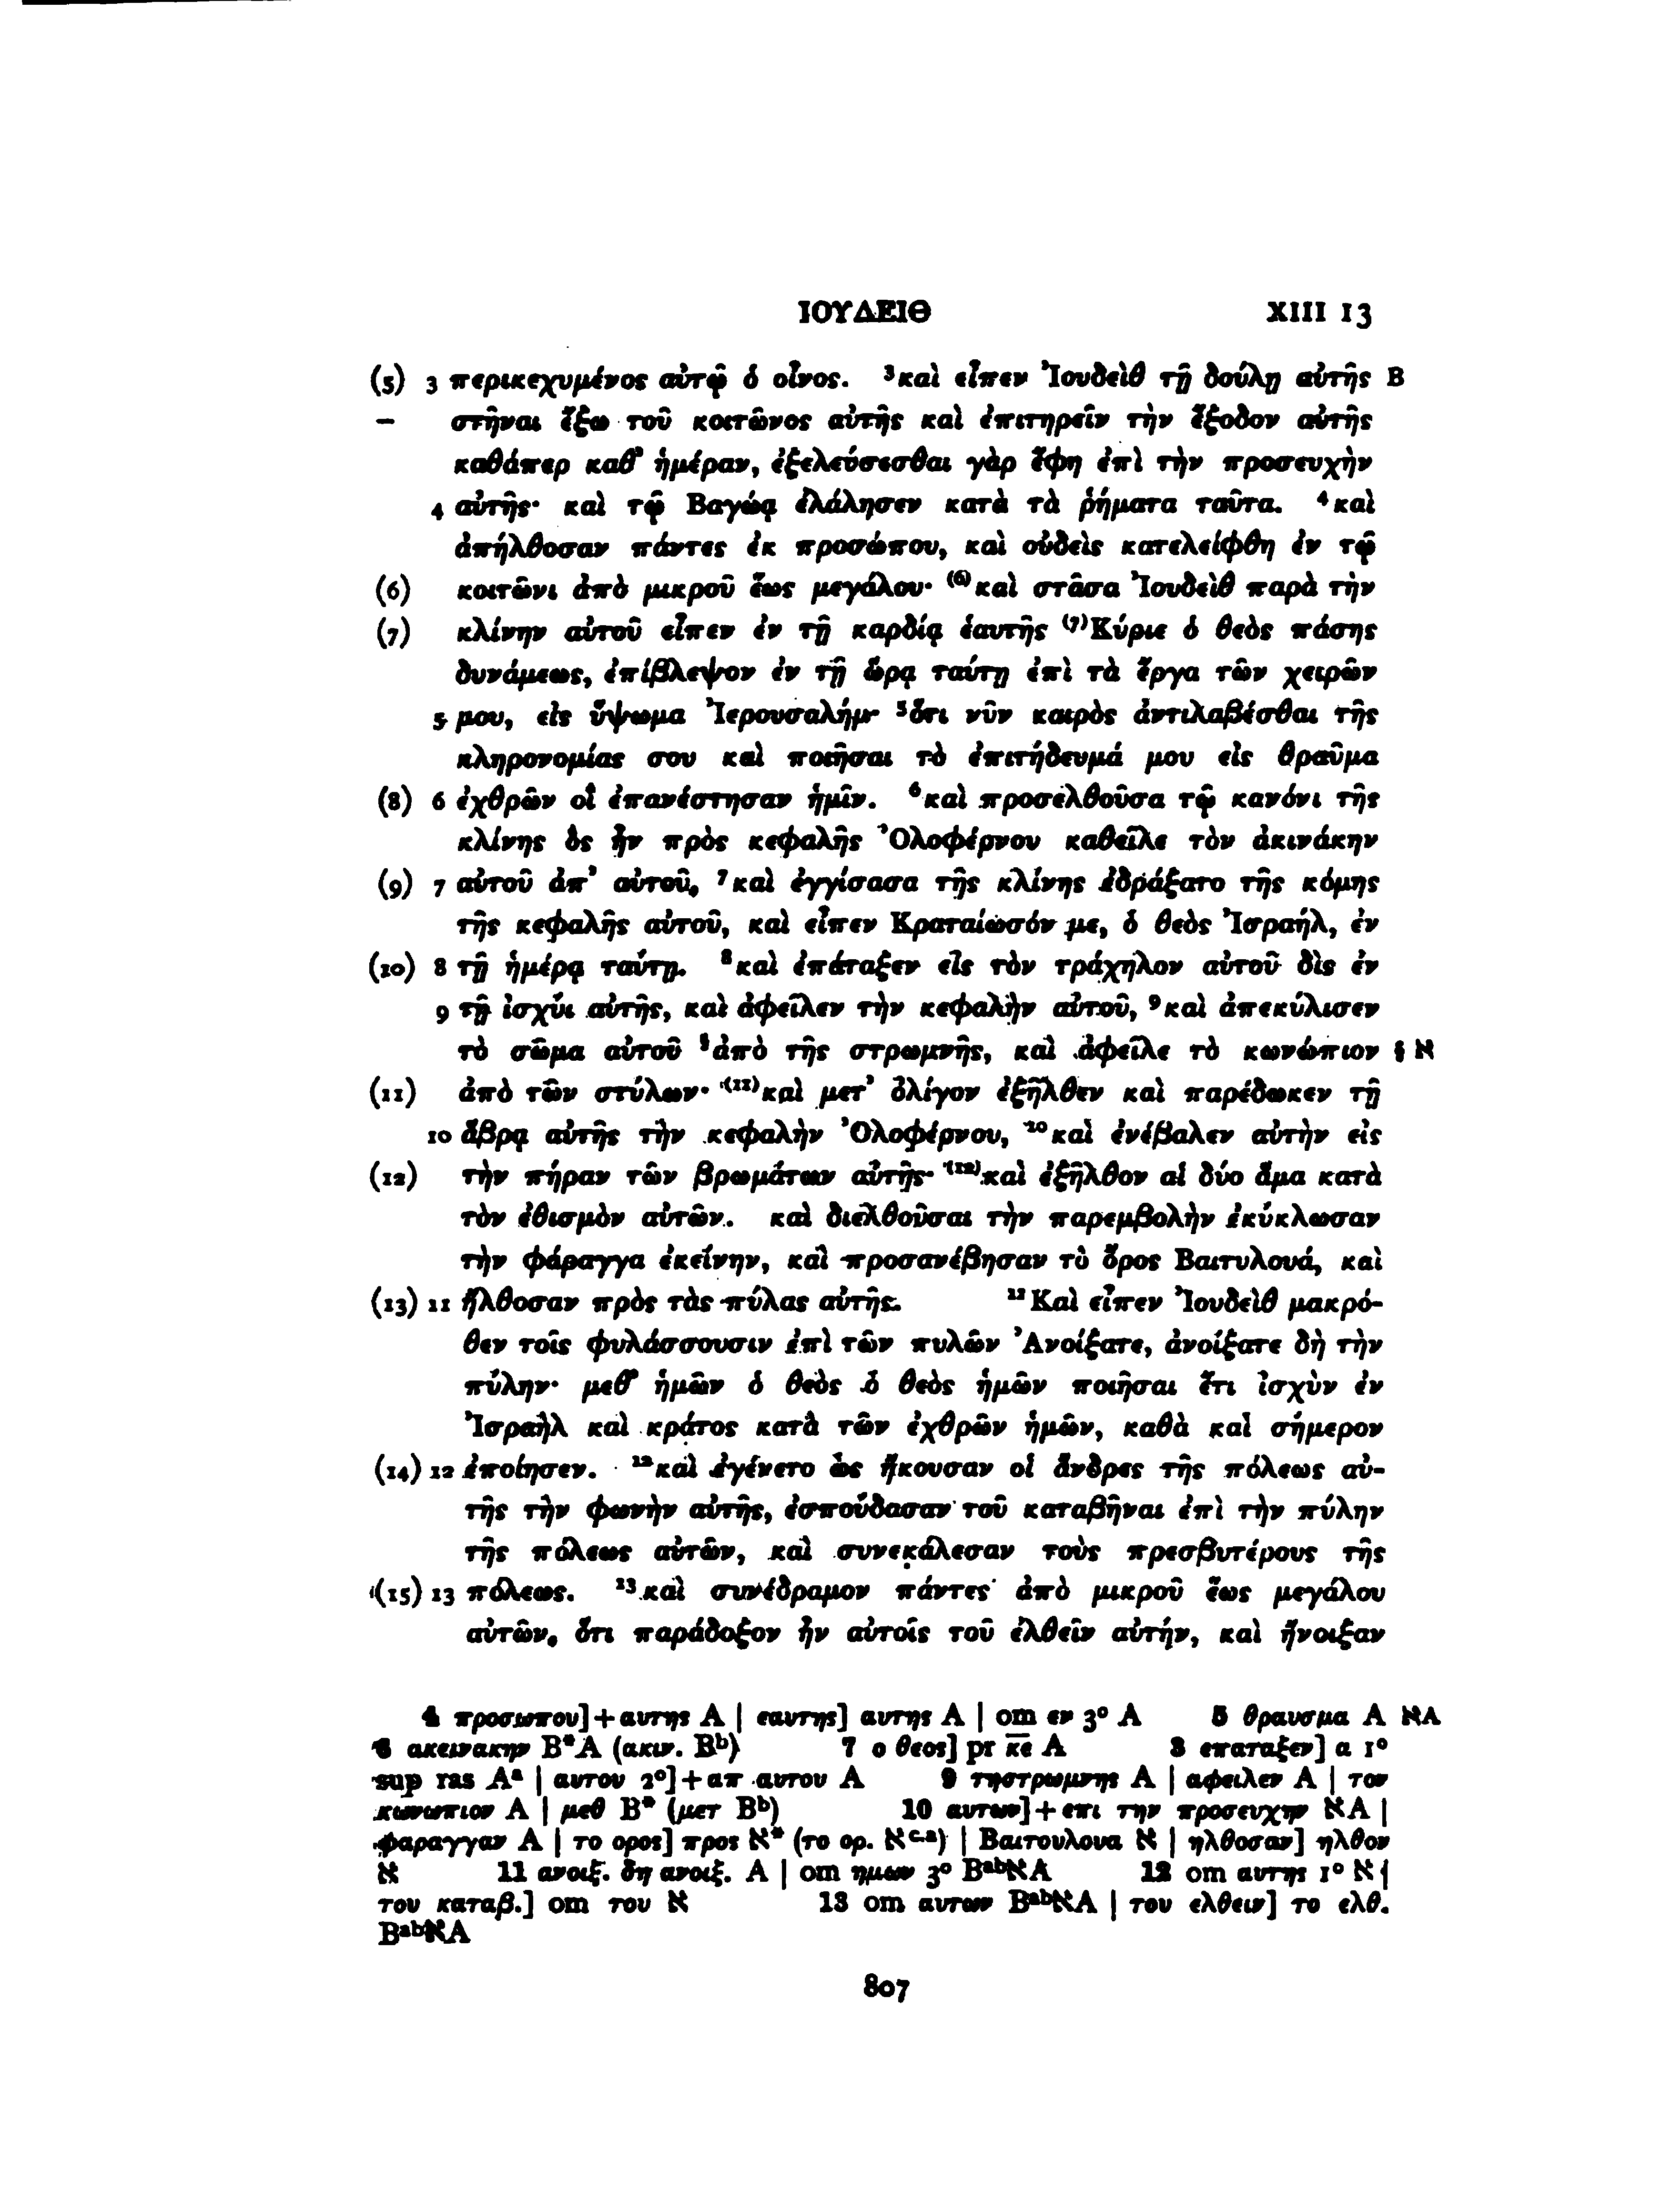 ΙΟΥΔΕΙΘ XIII 13
(5) 3 περικεχυμένος αὐτῷ ὁ οἶνος. ³καὶ εἶπεν Ἰουδεὶθ τῇ δούλῃ αὐτῆς B
– στῆναι ἔξω τοῦ κοιτῶνος αὐτῆς καὶ ἐπιτηρεῖν τὴν ἔξοδον αὐτῆς
καθάπερ καθ’ ἡμέραν, ἐξελεύσεσθαι γὰρ ἔφη ἐπὶ τὴν προσευχὴν
4 αὐτῆς· καὶ τῷ Βαγώᾳ ἐλάλησεν κατὰ τὰ ῥήματα ταῦτα. ⁴καὶ
ἀπήλθοσαν πάντες ἐκ προσώπου, καὶ οὐδεὶς κατελείφθη ἐν τῷ
(6) κοιτῶνι ἀπὸ μικροῦ ἕως μεγάλου· ⁽⁶⁾καὶ στᾶσα Ἰουδεὶθ παρὰ τὴν
(7) κλίνην αὐτοῦ εἶπεν ἐν τῇ καρδίᾳ ἑαυτῆς ⁽⁷⁾Κύριε ὁ θεὸς πάσης
δυνάμεως, ἐπίβλεψον ἐν τῇ ὥρᾳ ταύτῃ ἐπὶ τὰ ἔργα τῶν χειρῶν
5 μου, εἰς ὕψωμα Ἰερουσαλήμ· ⁵ὅτι νῦν καιρὸς ἀντιλαβέσθαι τῆς
κληρονομίας σου καὶ ποιῆσαι τὸ ἐπιτήδευμά μου εἰς θραῦμα
(8) 6 ἐχθρῶν οἳ ἐπανέστησαν ἡμῖν. ⁶καὶ προσελθοῦσα τῷ κανόνι τῆς
κλίνης ὃς ἦν πρὸς κεφαλῆς Ὀλοφέρνου καθεῖλε τὸν ἀκινάκην
(9) 7 αὐτοῦ ἀπ’ αὐτοῦ, ⁷καὶ ἐγγίσασα τῆς κλίνης ἐδράξατο τῆς κόμης
τῆς κεφαλῆς αὐτοῦ, καὶ εἶπεν Κραταίωσόν με, ὁ θεὸς Ἰσραήλ, ἐν
(10) 8 τῇ ἡμέρᾳ ταύτῃ. ⁸καὶ ἐπάταξεν εἰς τὸν τράχηλον αὐτοῦ δὶς ἐν
9 τῇ ἰσχύι αὐτῆς, καὶ ἀφεῖλεν τὴν κεφαλὴν αὐτοῦ, ⁹καὶ ἀπεκύλισεν
τὸ σῶμα αὐτοῦ §ἀπὸ τῆς στρωμνῆς, καὶ ἀφεῖλε τὸ κωνώπιον § א
(11) ἀπὸ τῶν στύλων· ⁽¹¹⁾καὶ μετ’ ὀλίγον ἐξῆλθεν καὶ παρέδωκεν τῇ
10 ἅβρᾳ αὐτῆς τὴν κεφαλὴν Ὀλοφέρνου, ¹⁰καὶ ἐνέβαλεν αὐτὴν εἰς
(12) τὴν πήραν τῶν βρωμάτων αὐτῆς· ⁽¹²⁾καὶ ἐξῆλθον αἱ δύο ἅμα κατὰ
τὸν ἐθισμὸν αὐτῶν. καὶ διελθοῦσαι τὴν παρεμβολὴν ἐκύκλωσαν
τὴν φάραγγα ἐκείνην, καὶ προσανέβησαν τὸ ὄρος Βαιτυλουά, καὶ
(13) 11 ἤλθοσαν πρὸς τὰς πύλας αὐτῆς. ¹¹Καὶ εἶπεν Ἰουδεὶθ μακρό-
θεν τοῖς φυλάσσουσιν ἐπὶ τῶν πυλῶν Ἀνοίξατε, ἀνοίξατε δὴ τὴν
πύλην· μεθ’ ἡμῶν ὁ θεὸς ὁ θεὸς ἡμῶν ποιῆσαι ἔτι ἰσχὺν ἐν
Ἰσραὴλ καὶ κράτος κατὰ τῶν ἐχθρῶν ἡμῶν, καθὰ καὶ σήμερον
(14) 12 ἐποίησεν. ¹²καὶ ἐγένετο ὡς ἤκουσαν οἱ ἄνδρες τῆς πόλεως αὐ-
τῆς τὴν φωνὴν αὐτῆς, ἐσπούδασαν τοῦ καταβῆναι ἐπὶ τὴν πύλην
τῆς πόλεως αὐτῶν, καὶ συνεκάλεσαν τοὺς πρεσβυτέρους τῆς
(15) 13 πόλεως. ¹³καὶ συνέδραμον πάντες ἀπὸ μικροῦ ἕως μεγάλου
αὐτῶν, ὅτι παράδοξον ἦν αὐτοῖς τοῦ ἐλθεῖν αὐτήν, καὶ ἤνοιξαν
4 προσωπου]+αυτης A | εαυτης] αυτης A | om εν 3° A 5 θραυσμα A אA
6 ακεινακην B*A (ακιν. Bᵇ) 7 ο θεος] pr κ̅ε̅ A 8 επαταξεν] α 1°
sup ras Aᵃ | αυτου 2°]+απ αυτου A 9 τηστρωμνης A | αφειλεν A | τον
κωνωπιον A | μεθ B* (μετ Bᵇ) 10 αυτων]+επι την προσευχην אA |
φαραγγαν A | το ορος] προς א* (το ορ. אᶜ·ᵃ) | Βαιτουλουα א | ηλθοσαν] ηλθον
א 11 ανοιξ. δη ανοιξ. A | om ημων 3° BᵃᵇאA 12 om αυτης 1° א |
του καταβ.] om του א 13 om αυτων BᵃᵇאA | του ελθειν] το ελθ.
BᵃᵇאA
807